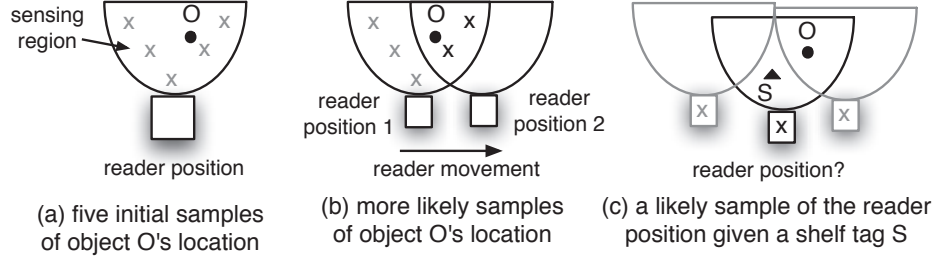 sensing
region
O
x
x
x
x
x
reader position
(a) five initial samples
of object O's location
O
x
x
x
x
x
reader
position 1
reader
position 2
reader movement
(b) more likely samples
of object O's location
O
S
x
x
x
reader position?
(c) a likely sample of the reader
position given a shelf tag S